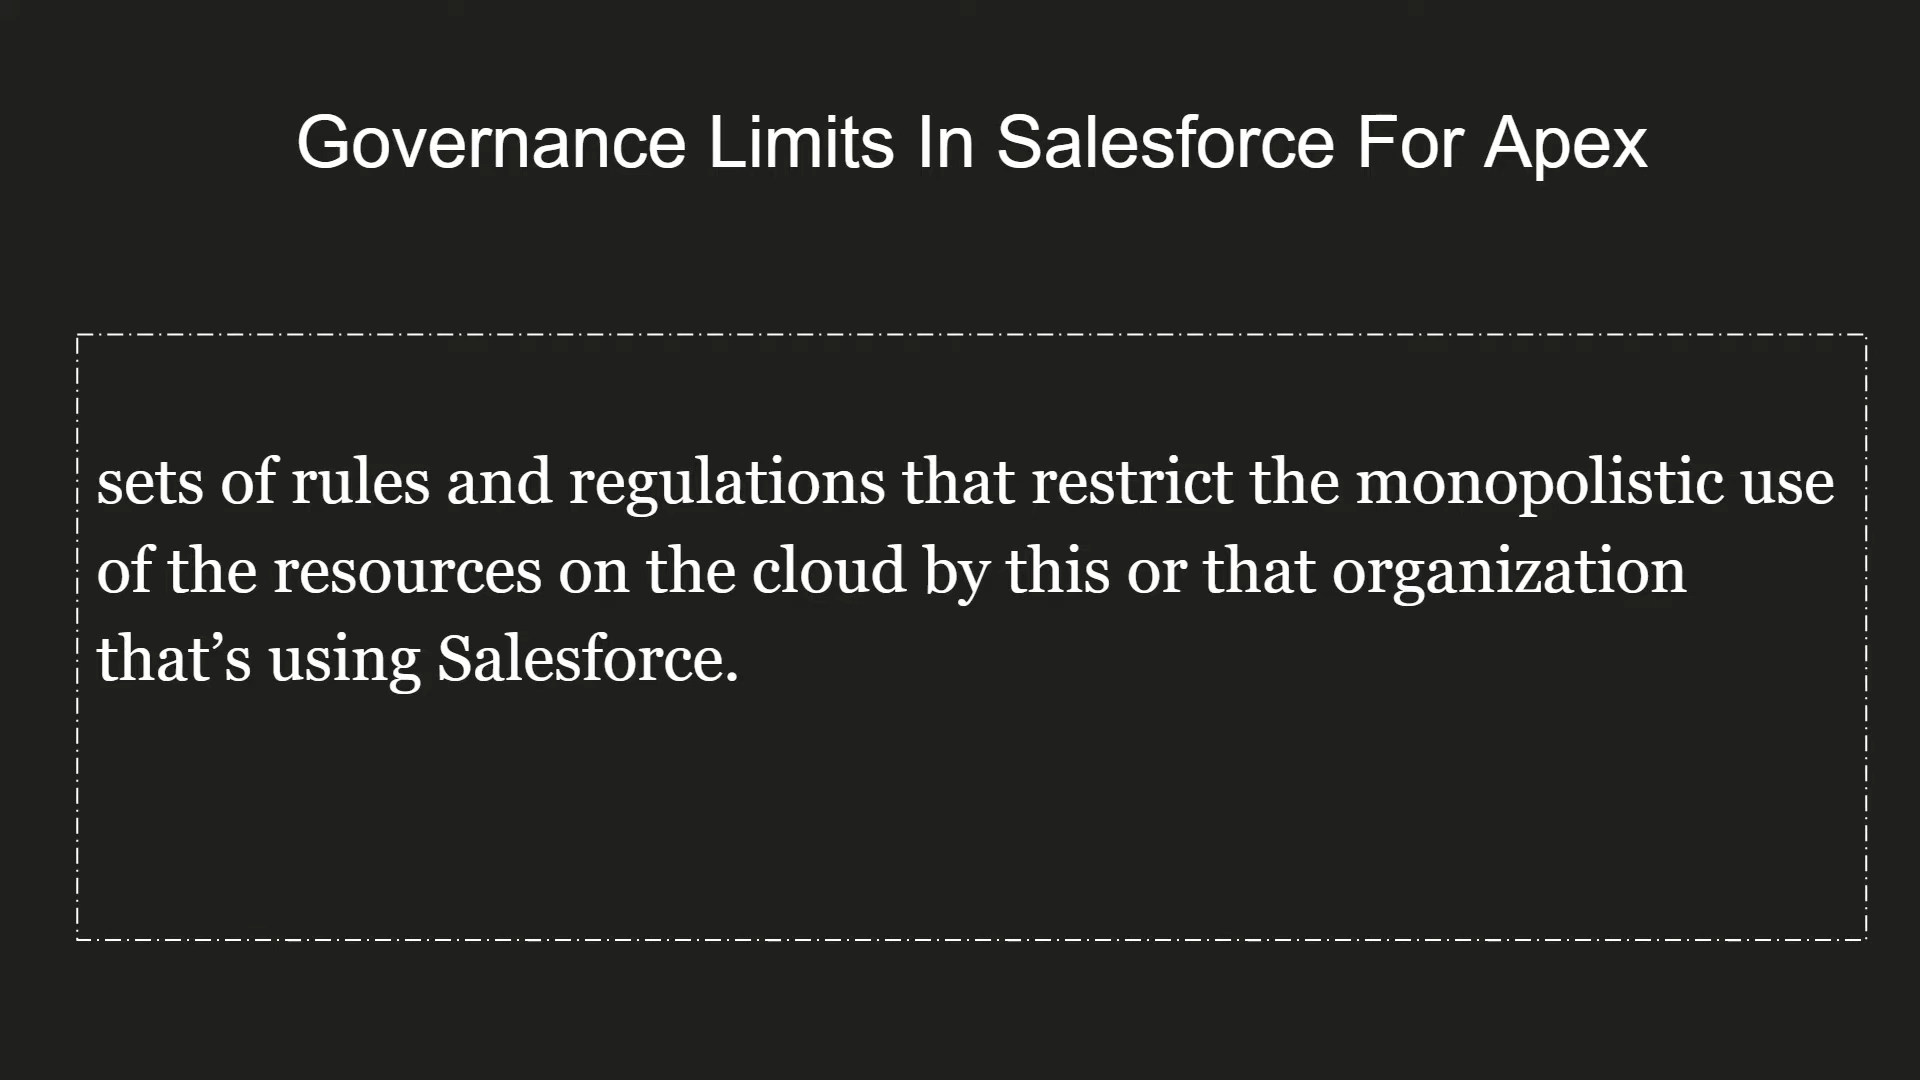 Governance Limits In Salesforce For Apex
sets of rules and regulations that restrict the monopolistic use
of the resources on the cloud by this or that organization
that’s using Salesforce.